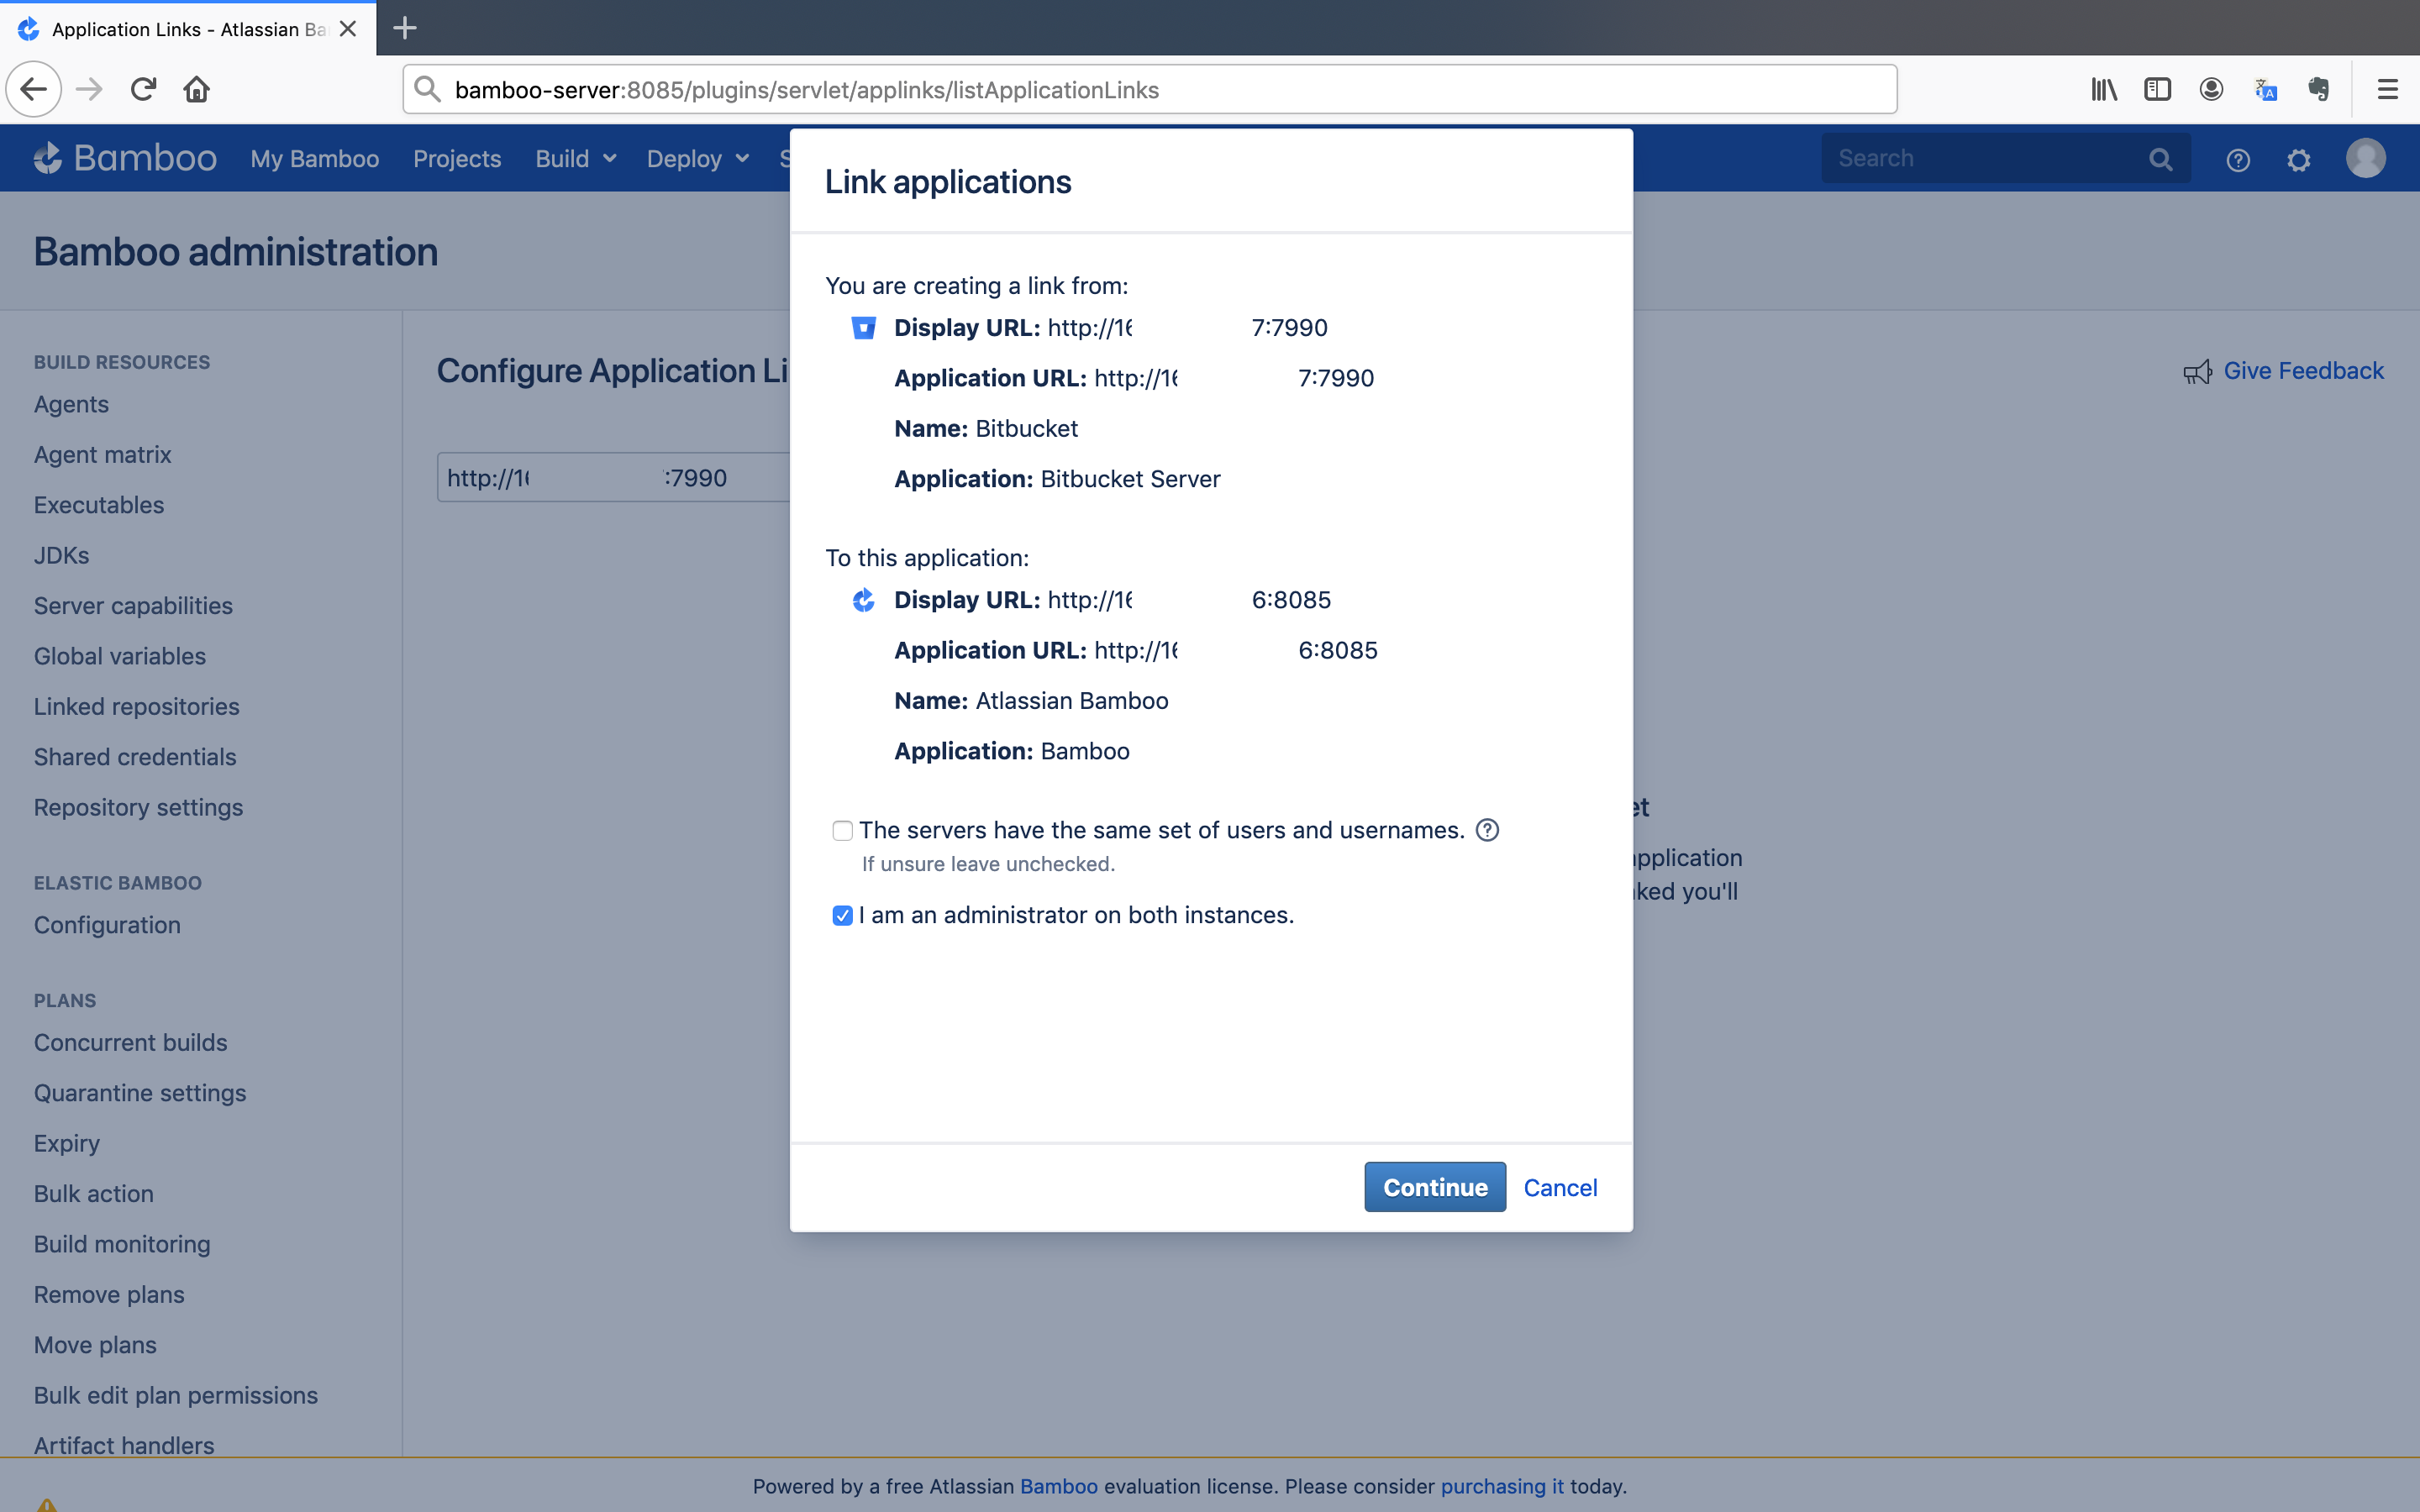 Application Links - Atlassian Ba
bamboo-server:8085/plugins/servlet/applinks/listApplicationLinks
Bamboo My Bamboo Projects Build Deploy S Search
Bamboo administration
BUILD RESOURCES
Agents
Agent matrix
Executables
JDKs
Server capabilities
Global variables
Linked repositories
Shared credentials
Repository settings
ELASTIC BAMBOO
Configuration
PLANS
Concurrent builds
Quarantine settings
Expiry
Bulk action
Build monitoring
Remove plans
Move plans
Bulk edit plan permissions
Artifact handlers
Configure Application Li
Give Feedback
http://16 :7990
Link applications
You are creating a link from:
Display URL: http://16 7:7990
Application URL: http://16 7:7990
Name: Bitbucket
Application: Bitbucket Server
To this application:
Display URL: http://16 6:8085
Application URL: http://16 6:8085
Name: Atlassian Bamboo
Application: Bamboo
The servers have the same set of users and usernames.
If unsure leave unchecked.
I am an administrator on both instances.
Continue Cancel
et
pplication
ked you'll
Powered by a free Atlassian Bamboo evaluation license. Please consider purchasing it today.